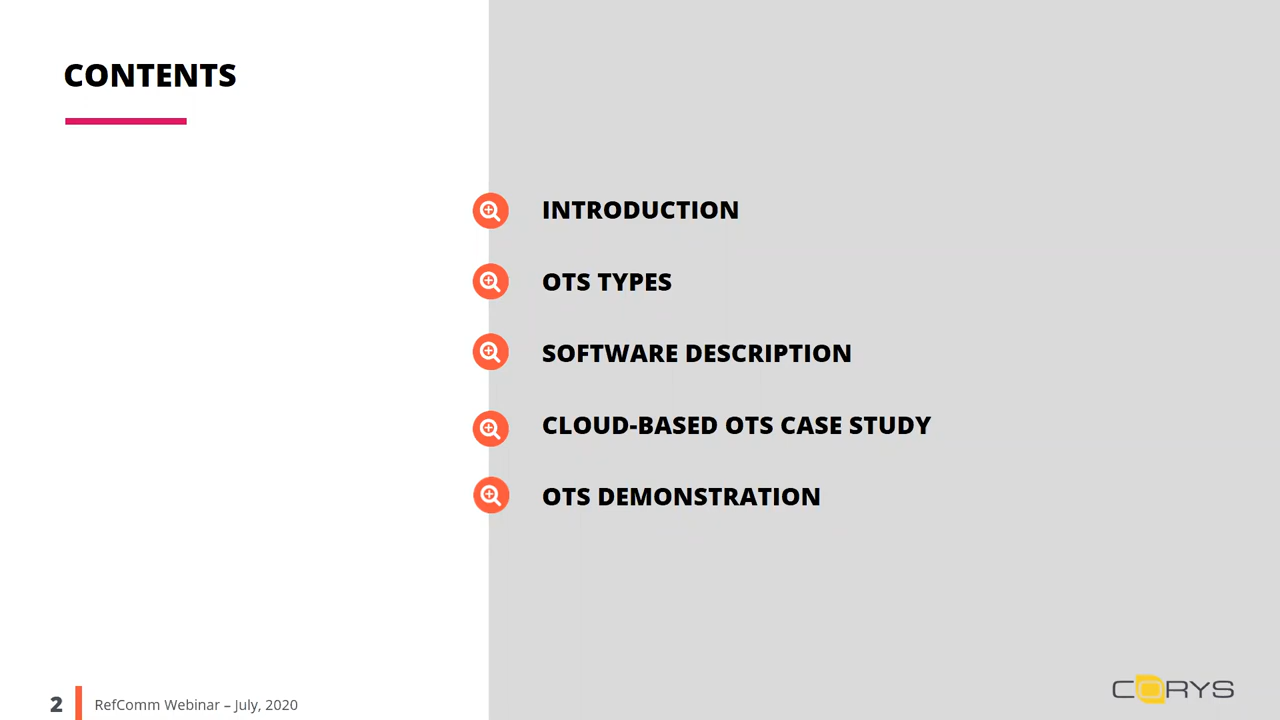 CONTENTS
INTRODUCTION
OTS TYPES
SOFTWARE DESCRIPTION
CLOUD-BASED OTS CASE STUDY
OTS DEMONSTRATION
2
RefComm Webinar – July, 2020
CORYS